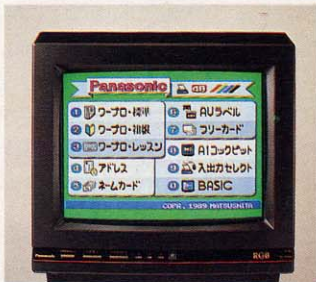 Panasonic
ワープロ・標準
ワープロ・初級
ワープロ・レッスン
アドレス
ネームカード
AVラベル
フリーカード
A1コックピット
入出力セレクト
BASIC
COPR. 1989 MATSUSHITA
Panasonic
RGB